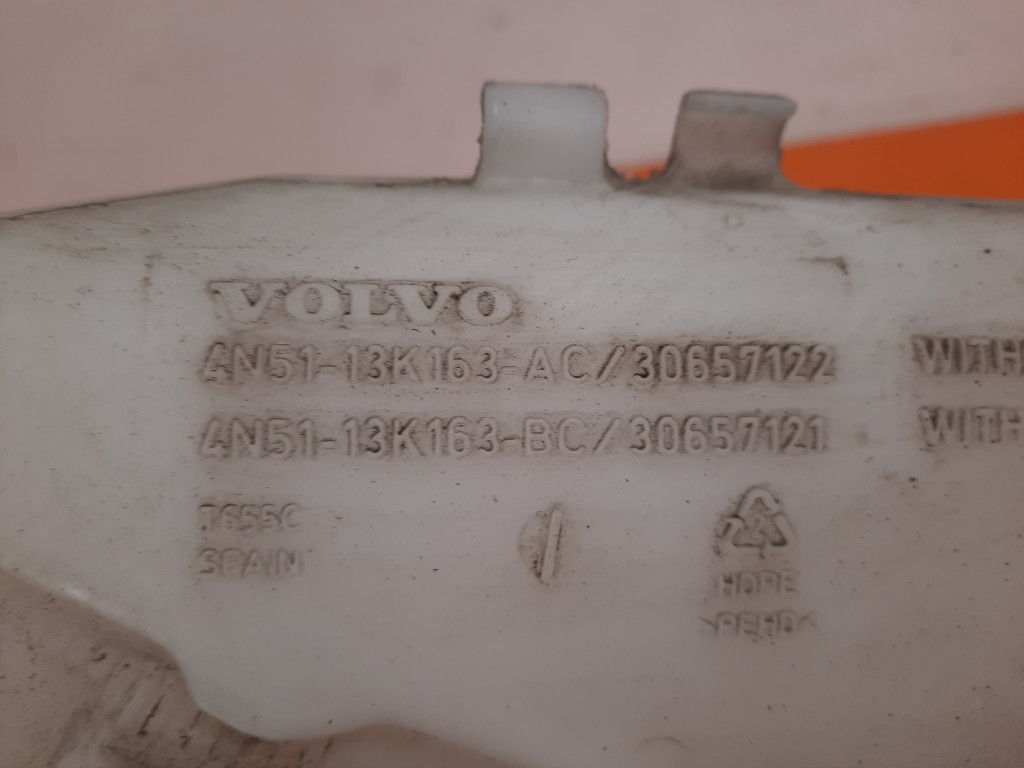 VOLVO
4N51-13K163-AC/30657122 WITH
4N51-13K163-BC/30657121 WITH
7655C
SPAIN
HDPE
>PEHD<